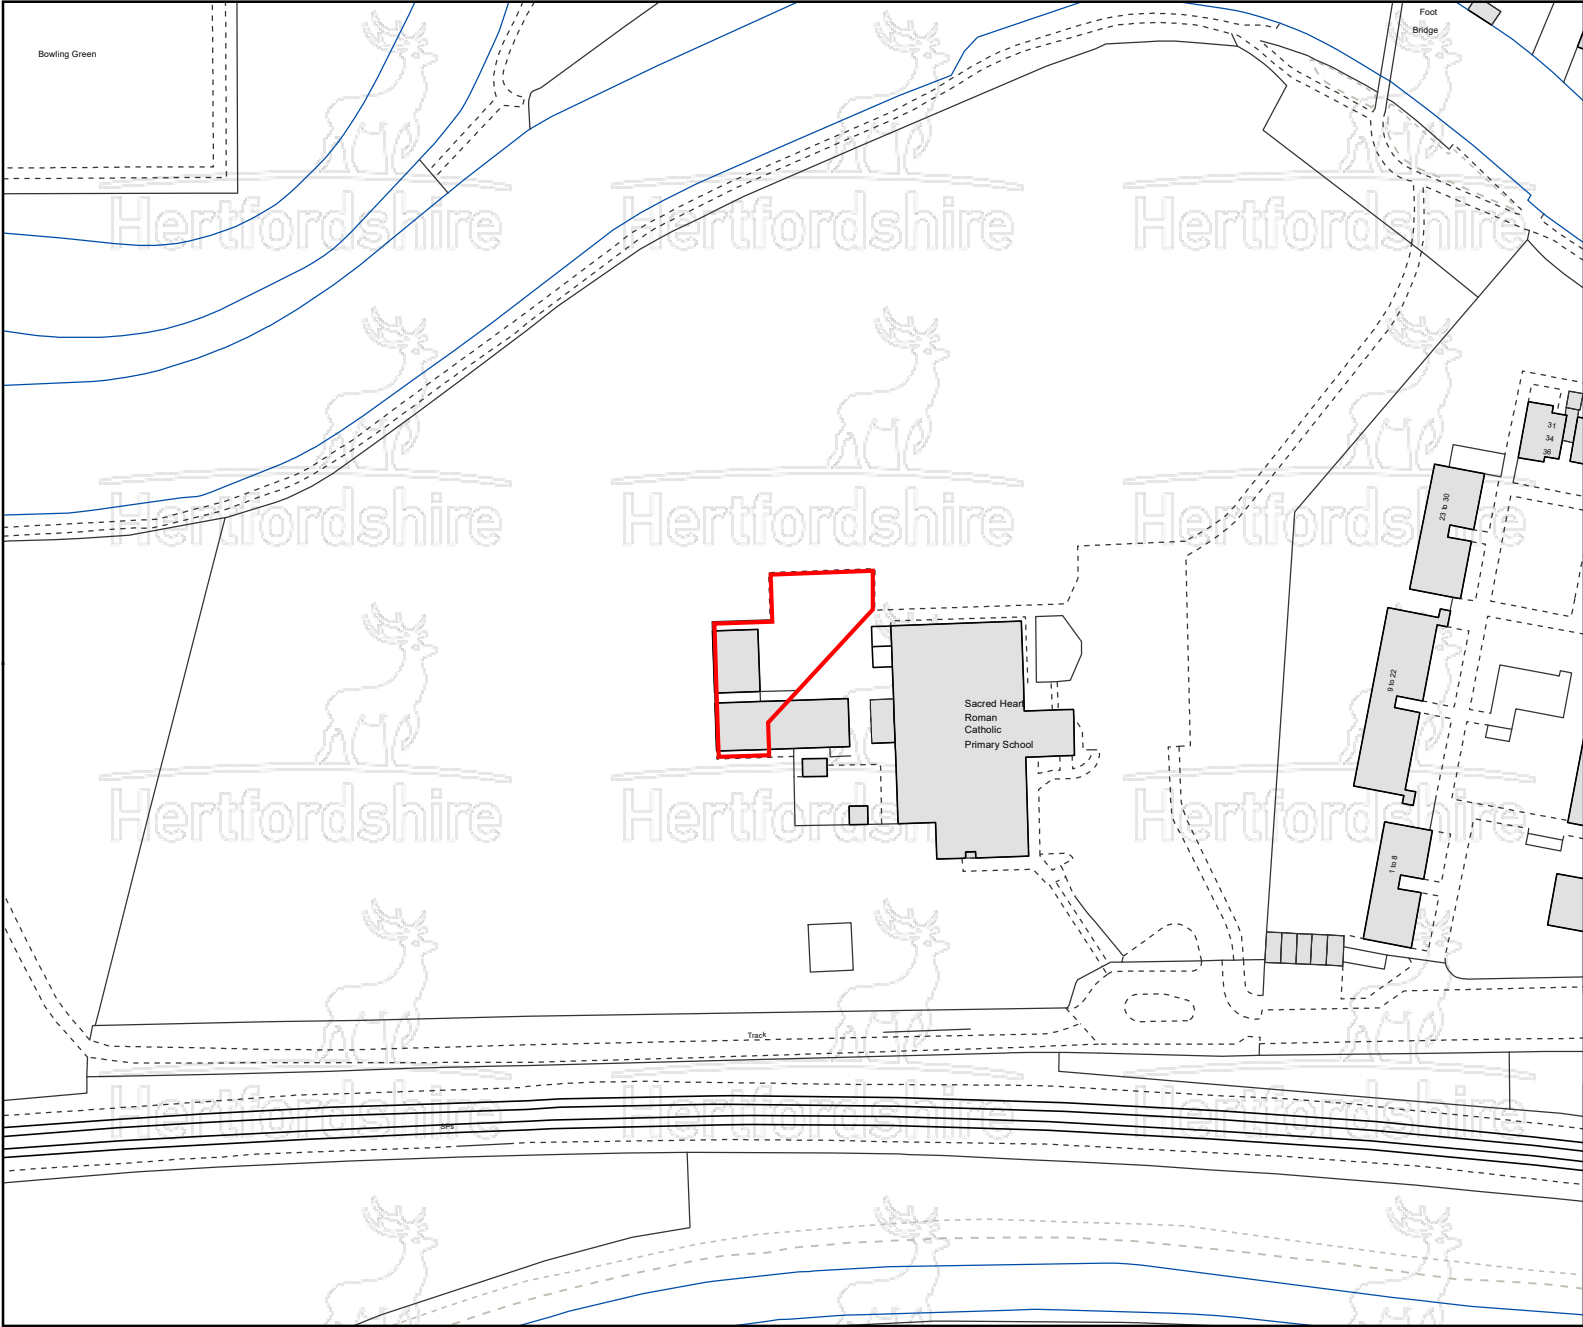 Foot
Bridge
Bowling Green
Hertfordshire
Hertfordshire
Hertfordshire
31
34
36
23 to 30
Hertfordshire
Hertfordshire
Hertfordshire
9 to 22
Sacred Heart
Roman
Catholic
Primary School
Hertfordshire
Hertfordshire
Hertfordshire
1 to 8
Track
Hertfordshire
Hertfordshire
Hertfordshire
SPs